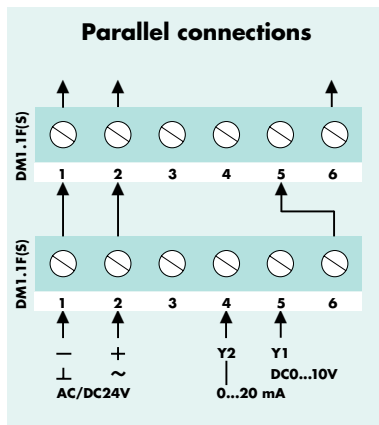 Parallel connections
DM1.1F(S)
1 2 3 4 5 6
DM1.1F(S)
1 2 3 4 5 6
− + Y2 Y1
⊥ ~ DC0...10V
AC/DC24V 0...20 mA